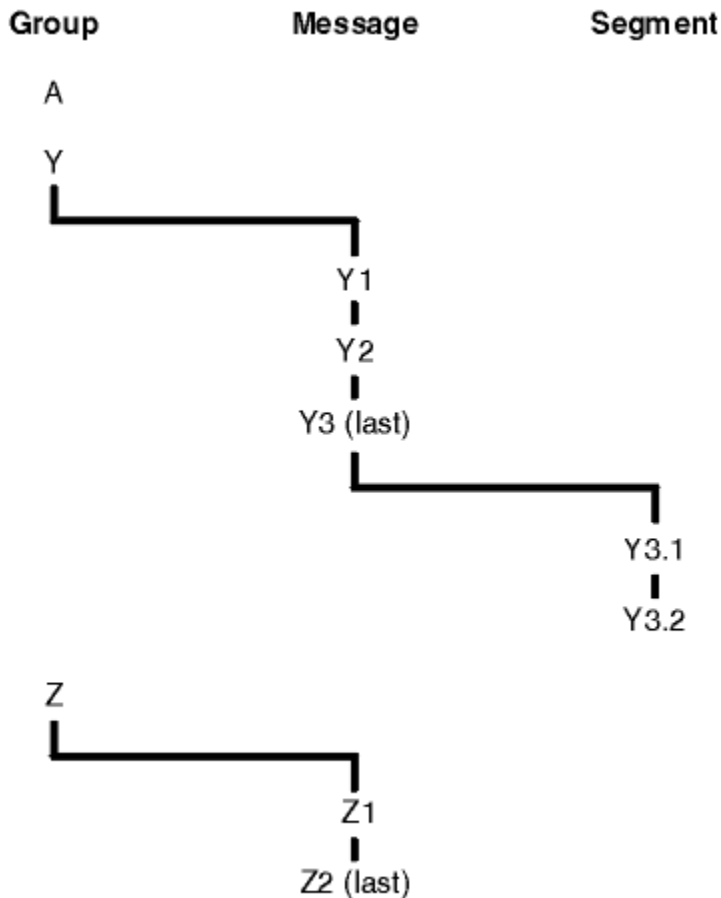 Group Message Segment
A
Y
Y1
Y2
Y3 (last)
Y3.1
Y3.2
Z
Z1
Z2 (last)